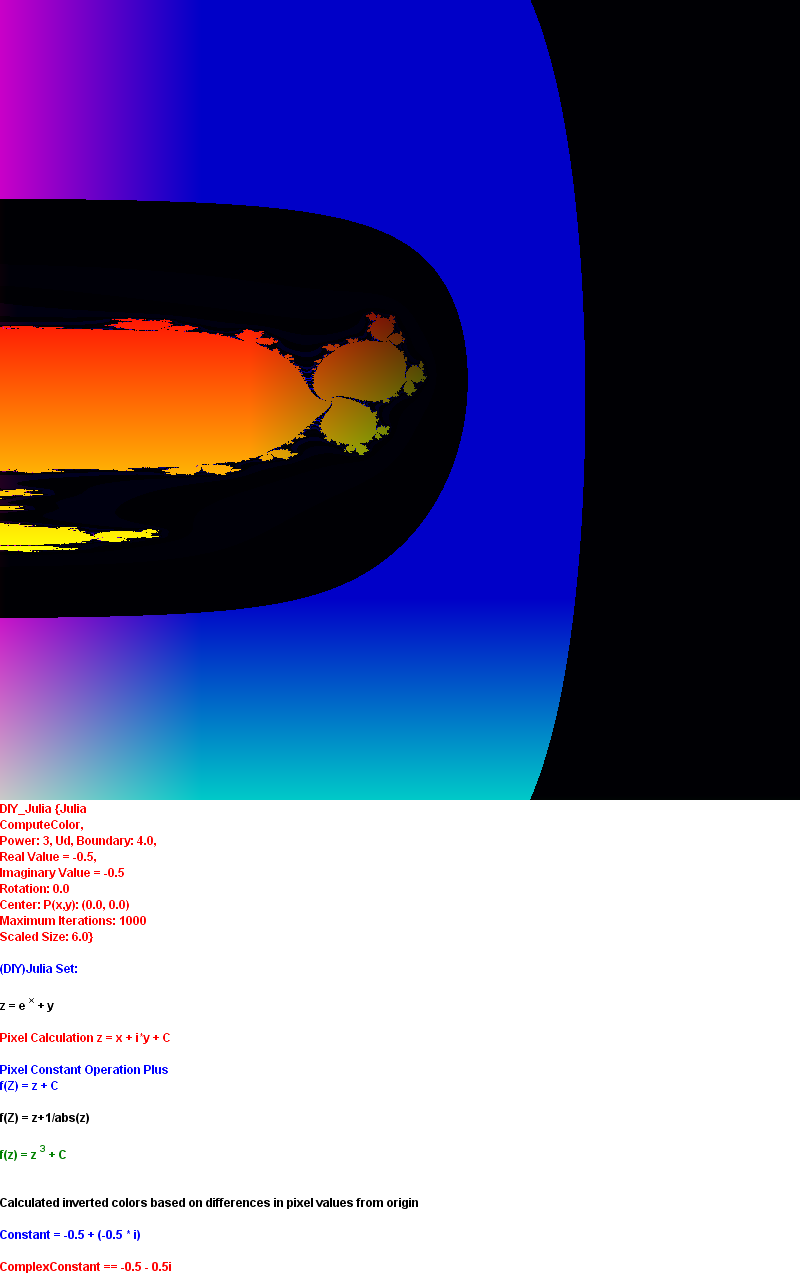 DIY_Julia {Julia
ComputeColor,
Power: 3, Ud, Boundary: 4.0,
Real Value = -0.5,
Imaginary Value = -0.5
Rotation: 0.0
Center: P(x,y): (0.0, 0.0)
Maximum Iterations: 1000
Scaled Size: 6.0}
(DIY)Julia Set:
z = e ^x + y
Pixel Calculation z = x + i*y + C
Pixel Constant Operation Plus
f(Z) = z + C
f(Z) = z+1/abs(z)
f(z) = z ^3 + C
Calculated inverted colors based on differences in pixel values from origin
Constant = -0.5 + (-0.5 * i)
ComplexConstant == -0.5 - 0.5i